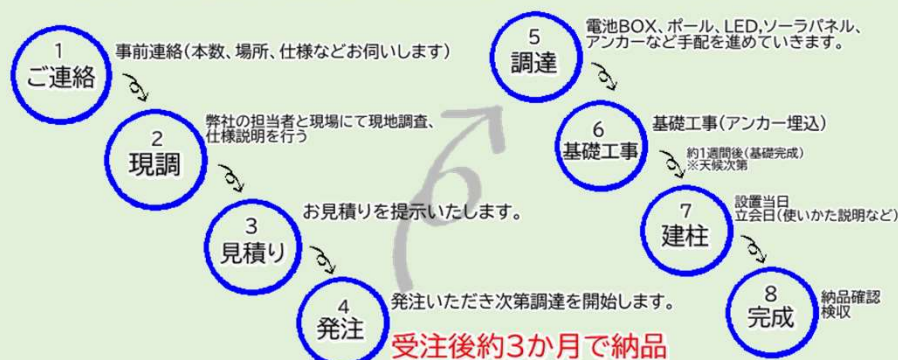 1
ご連絡
事前連絡(本数、場所、仕様などお伺いします)
2
現調
弊社の担当者と現場にて現地調査、
仕様説明を行う
3
見積り
お見積りを提示いたします。
4
発注
発注いただき次第調達を開始します。
受注後約3か月で納品
5
調達
電池BOX、ポール、LED,ソーラパネル、
アンカーなど手配を進めていきます。
6
基礎工事
基礎工事(アンカー埋込)
約1週間後(基礎完成)
※天候次第
7
建柱
設置当日
立会日(使いかた説明など)
8
完成
納品確認
検収